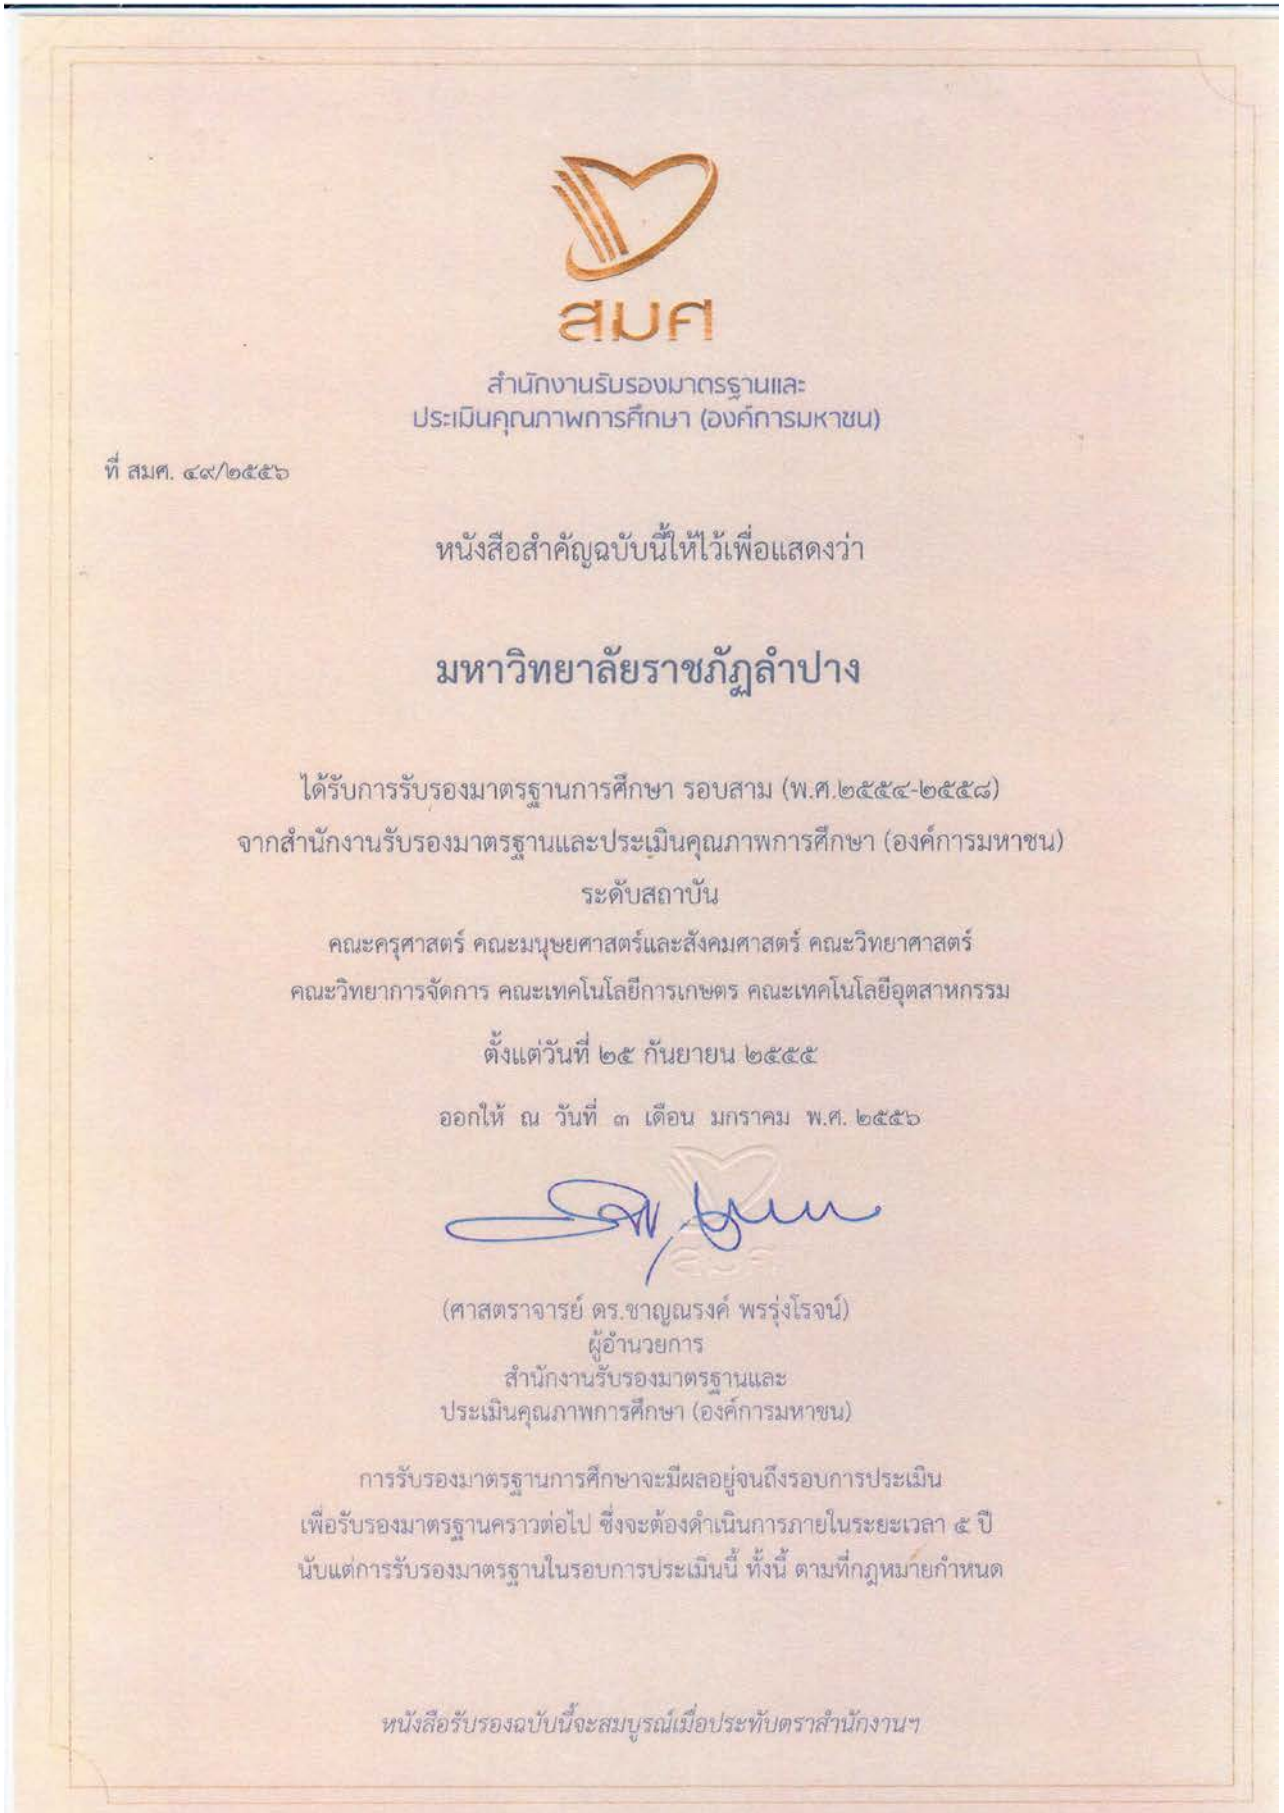 สมศ
สำนักงานรับรองมาตรฐานและ
ประเมินคุณภาพการศึกษา (องค์การมหาชน)
ที่ สมศ. ๔๙/๒๕๕๖
หนังสือสำคัญฉบับนี้ให้ไว้เพื่อแสดงว่า
มหาวิทยาลัยราชภัฏลำปาง
ได้รับการรับรองมาตรฐานการศึกษา รอบสาม (พ.ศ.๒๕๕๔-๒๕๕๘)
จากสำนักงานรับรองมาตรฐานและประเมินคุณภาพการศึกษา (องค์การมหาชน)
ระดับสถาบัน
คณะครุศาสตร์ คณะมนุษยศาสตร์และสังคมศาสตร์ คณะวิทยาศาสตร์
คณะวิทยาการจัดการ คณะเทคโนโลยีการเกษตร คณะเทคโนโลยีอุตสาหกรรม
ตั้งแต่วันที่ ๒๕ กันยายน ๒๕๕๕
ออกให้ ณ วันที่ ๓ เดือน มกราคม พ.ศ. ๒๕๕๖
สมศ
(ศาสตราจารย์ ดร.ชาญณรงค์ พรรุ่งโรจน์)
ผู้อำนวยการ
สำนักงานรับรองมาตรฐานและ
ประเมินคุณภาพการศึกษา (องค์การมหาชน)
การรับรองมาตรฐานการศึกษาจะมีผลอยู่จนถึงรอบการประเมิน
เพื่อรับรองมาตรฐานคราวต่อไป ซึ่งจะต้องดำเนินการภายในระยะเวลา ๕ ปี
นับแต่การรับรองมาตรฐานในรอบการประเมินนี้ ทั้งนี้ ตามที่กฎหมายกำหนด
หนังสือรับรองฉบับนี้จะสมบูรณ์เมื่อประทับตราสำนักงานฯ